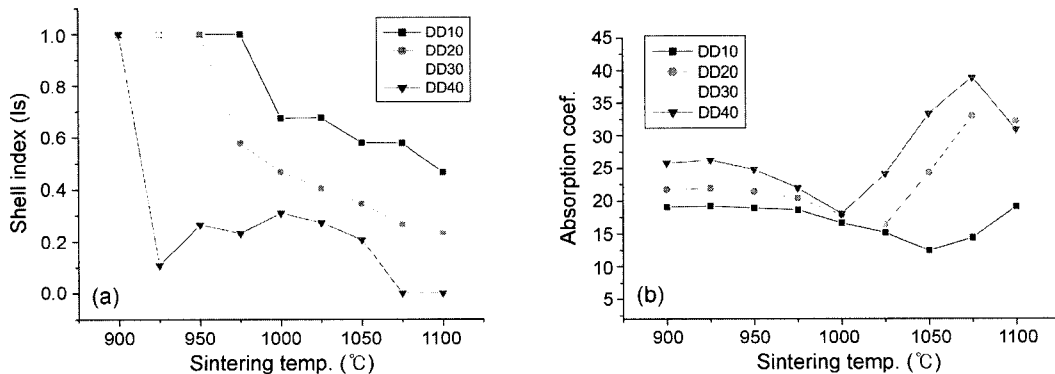 Shell index (Is)
1.0
0.8
0.6
0.4
0.2
0.0
DD10
DD20
DD30
DD40
(a)
900 950 1000 1050 1100
Sintering temp. (℃)
Absorption coef.
45
40
35
30
25
20
15
10
5
DD10
DD20
DD30
DD40
(b)
900 950 1000 1050 1100
Sintering temp. (℃)